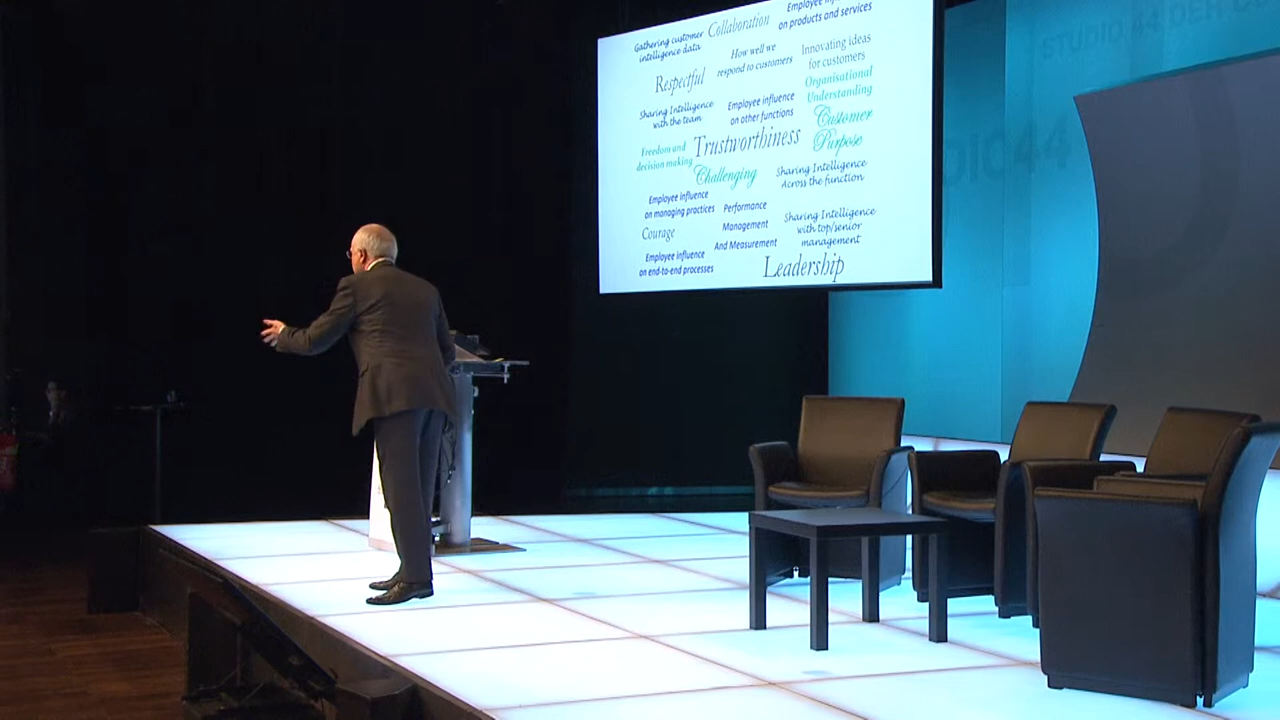 Employee
Collaboration
on products and services
Gathering customer
intelligence data
How well we
respond to customers
Innovating ideas
for customers
Respectful
Organisational
Understanding
Sharing Intelligence
with the team
Employee influence
on other functions
Customer
Purpose
Trustworthiness
Freedom and
decision making
Challenging
Sharing Intelligence
Across the function
Employee influence
on managing practices
Performance
Management
And Measurement
Sharing Intelligence
with top/senior
management
Courage
Employee influence
on end-to-end processes
Leadership
STUDIO 44
DIO 44